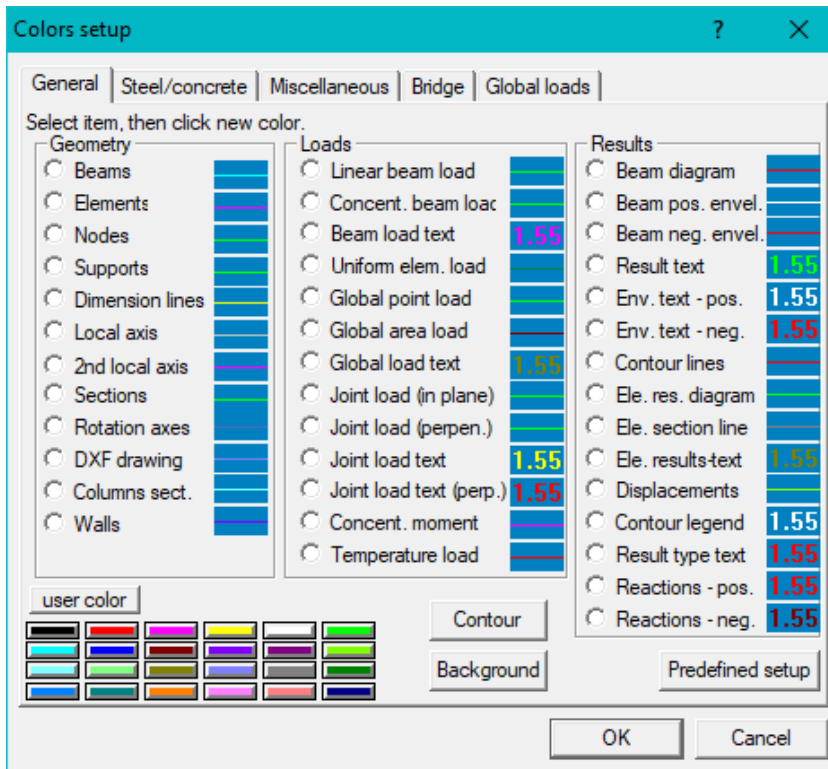 Colors setup
?
General
Steel/concrete
Miscellaneous
Bridge
Global loads
Select item, then click new color.
Geometry
Beams
Elements
Nodes
Supports
Dimension lines
Local axis
2nd local axis
Sections
Rotation axes
DXF drawing
Columns sect.
Walls
Loads
Linear beam load
Concent. beam loac
Beam load text 1.55
Uniform elem. load
Global point load
Global area load
Global load text 1.55
Joint load (in plane)
Joint load (perpen.)
Joint load text 1.55
Joint load text (perp.) 1.55
Concent. moment
Temperature load
Results
Beam diagram
Beam pos. envel.
Beam neg. envel.
Result text 1.55
Env. text - pos. 1.55
Env. text - neg. 1.55
Contour lines
Ele. res. diagram
Ele. section line
Ele. results-text 1.55
Displacements
Contour legend 1.55
Result type text 1.55
Reactions - pos. 1.55
Reactions - neg. 1.55
user color
Contour
Background
Predefined setup
OK
Cancel